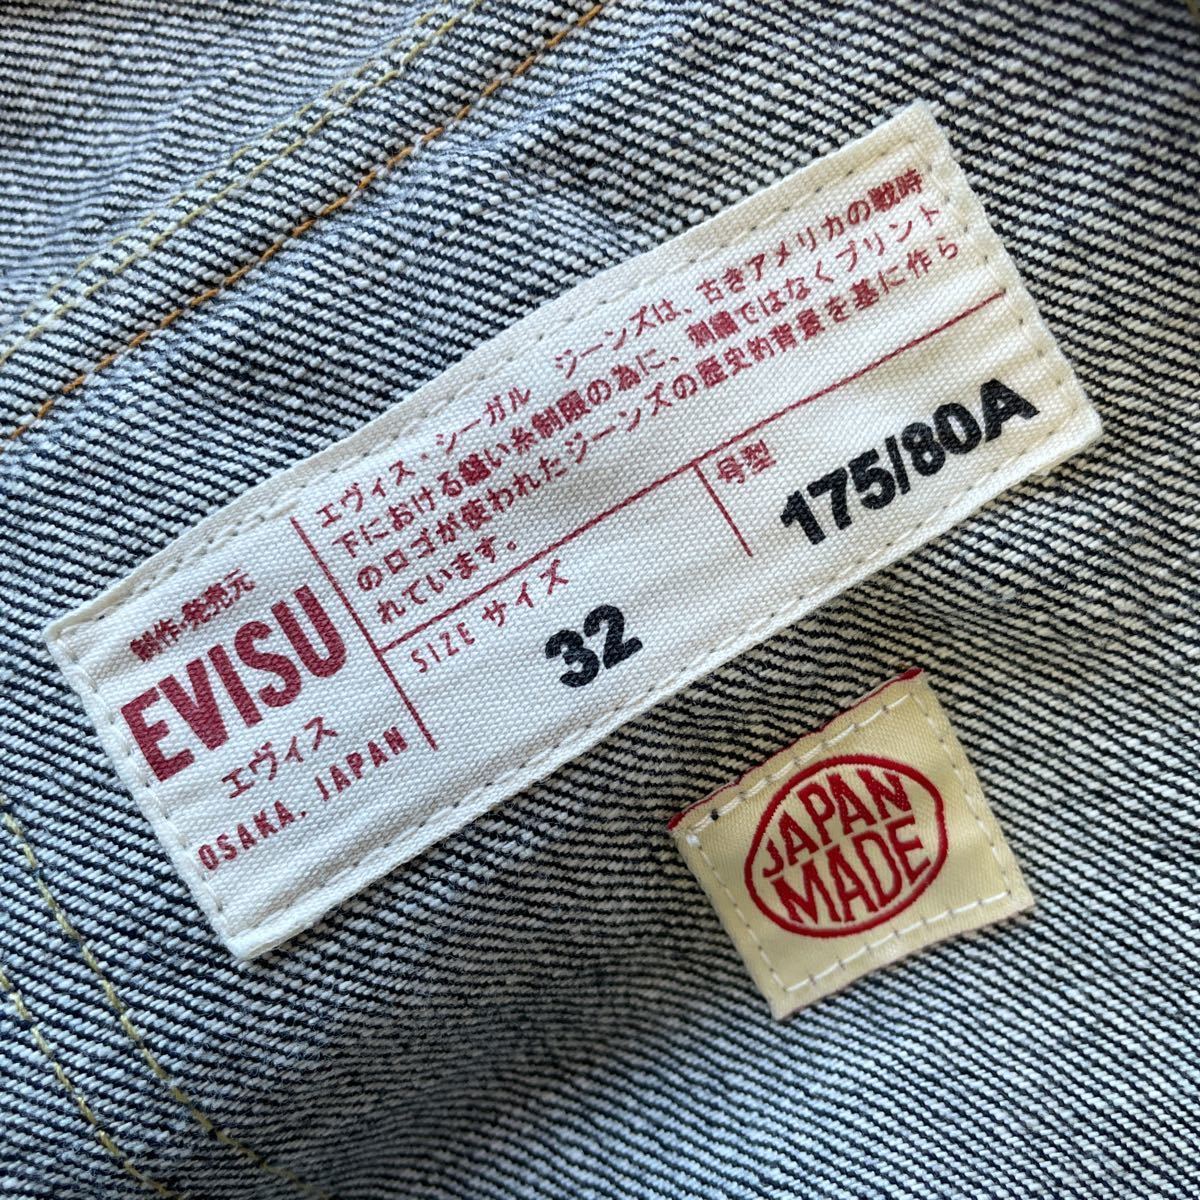 制作・発売元
EVISU
エヴィス
OSAKA, JAPAN
エヴィス・シーガル ジーンズは、古きアメリカの戦時
下における縫い糸制限の為に、刺繍ではなくプリント
のロゴが使われたジーンズの歴史的背景を基に作ら
れています。
SIZE サイズ
32
号型
175/80A
JAPAN
MADE